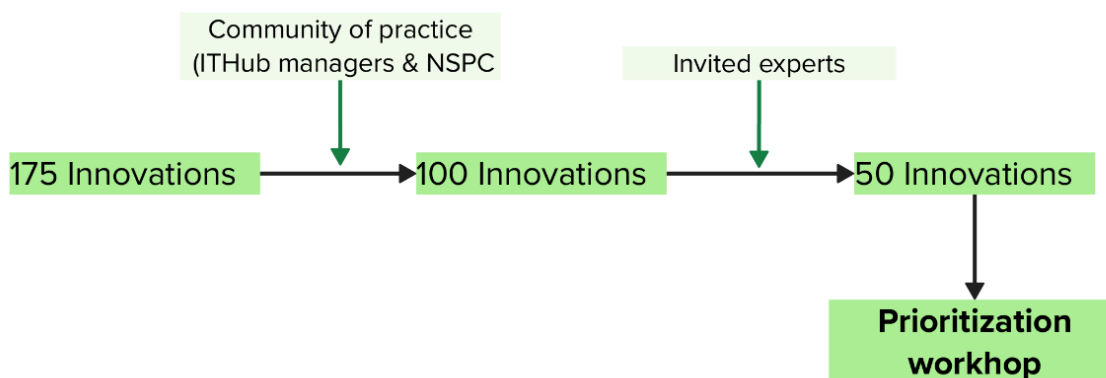 Community of practice
(ITHub managers & NSPC
Invited experts
175 Innovations
100 Innovations
50 Innovations
Prioritization
workhop